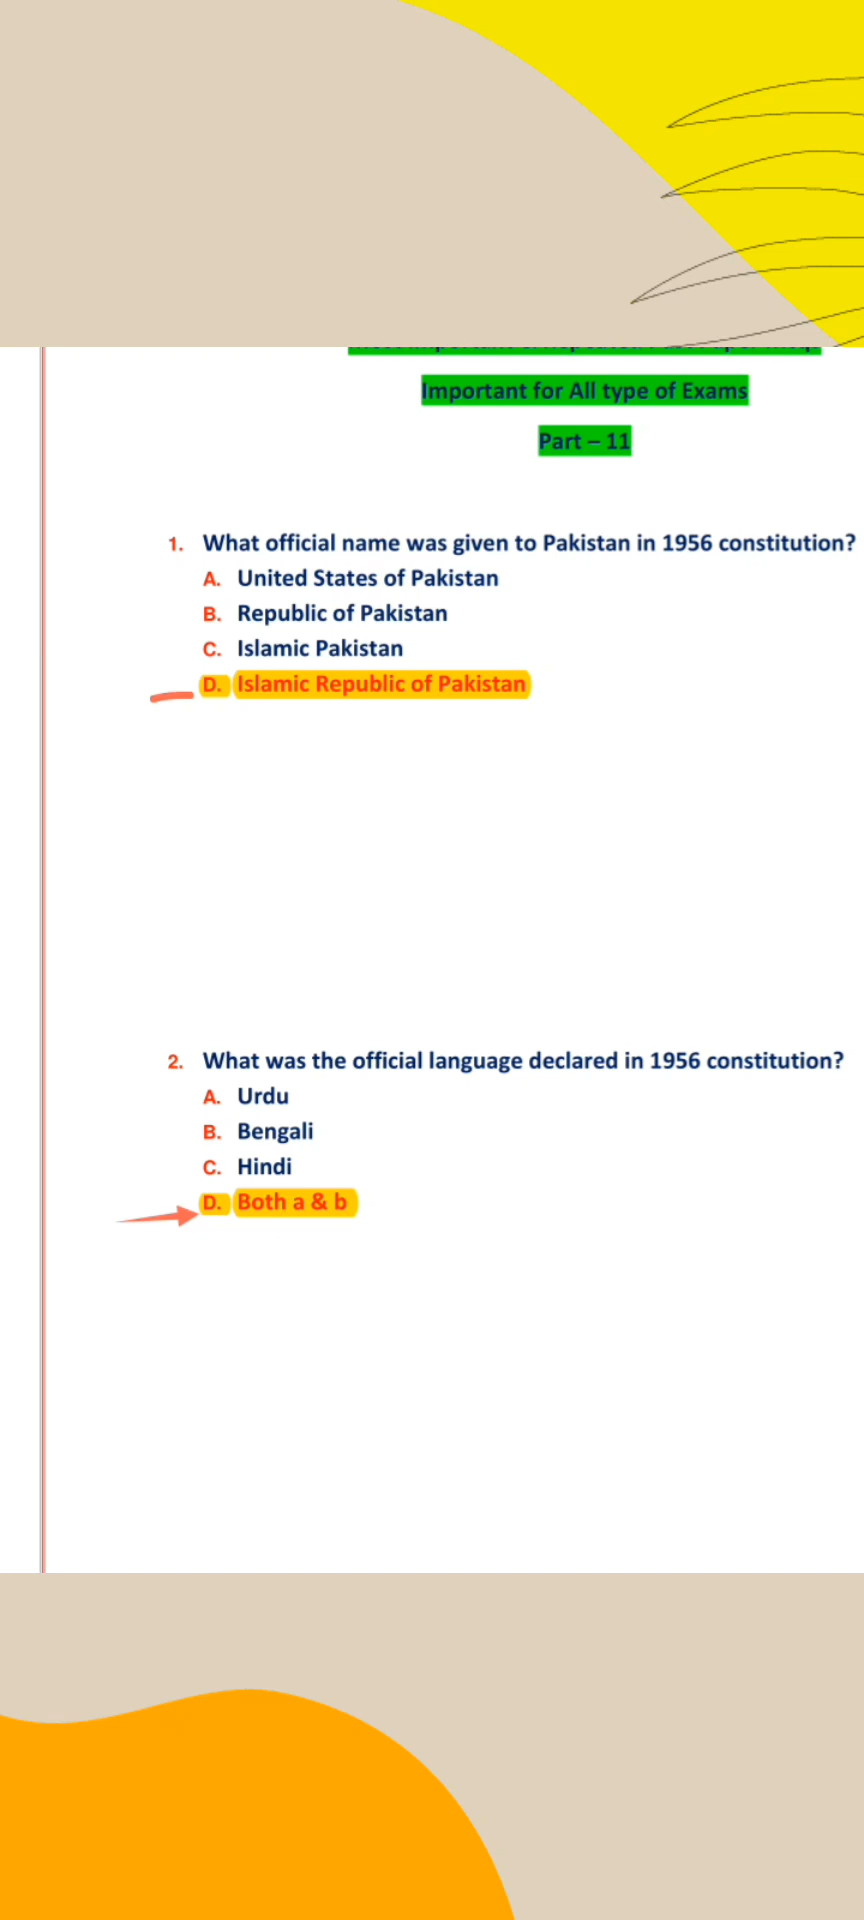 Important for All type of Exams
Part – 11
1. What official name was given to Pakistan in 1956 constitution?
A. United States of Pakistan
B. Republic of Pakistan
C. Islamic Pakistan
D. Islamic Republic of Pakistan
2. What was the official language declared in 1956 constitution?
A. Urdu
B. Bengali
C. Hindi
D. Both a & b